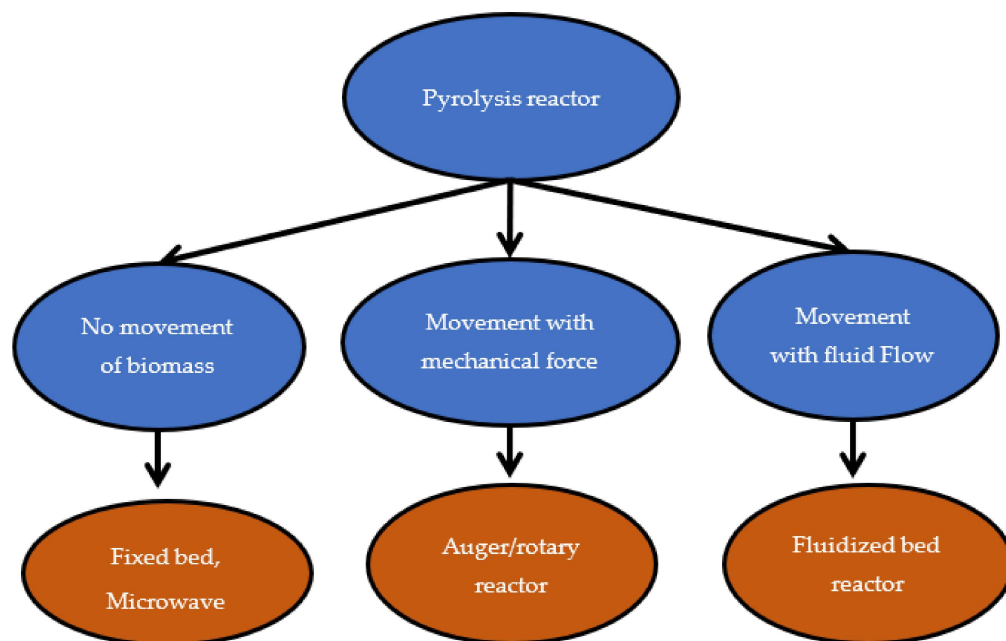 Pyrolysis reactor
No movement
of biomass
Movement with
mechanical force
Movement
with fluid Flow
Fixed bed,
Microwave
Auger/rotary
reactor
Fluidized bed
reactor